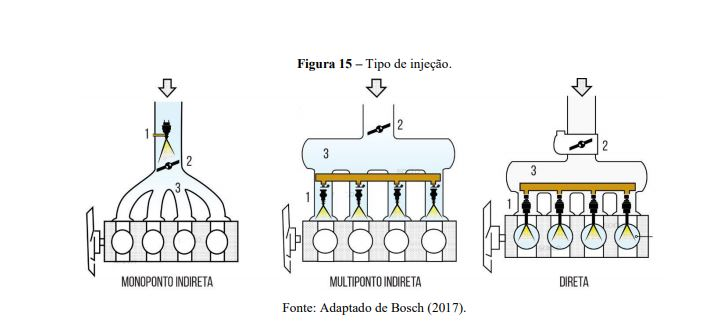 Figura 15 – Tipo de injeção.
1
2
3
MONOPONTO INDIRETA
2
3
1
MULTIPONTO INDIRETA
2
3
1
DIRETA
Fonte: Adaptado de Bosch (2017).